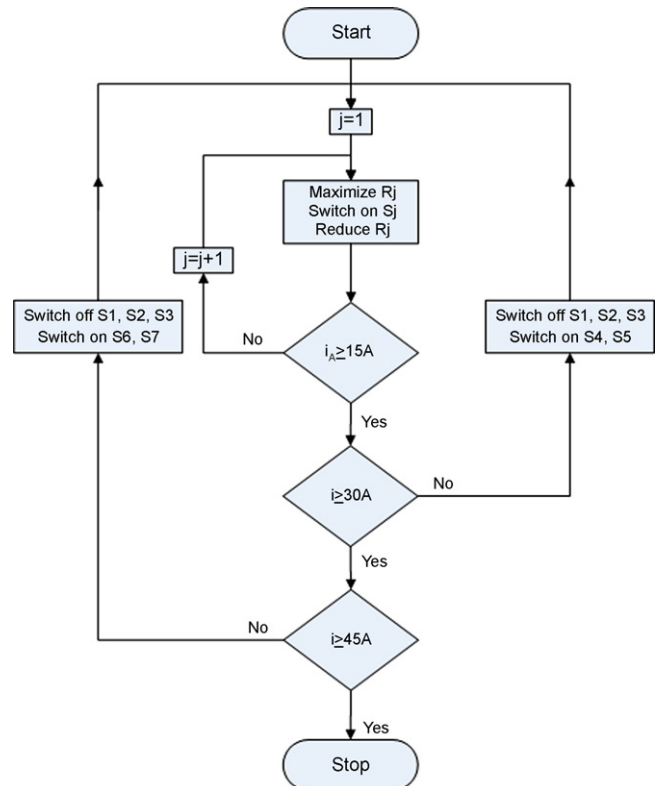 Start
j=1
Maximize Rj
Switch on Sj
Reduce Rj
j=j+1
Switch off S1, S2, S3
Switch on S6, S7
Switch off S1, S2, S3
Switch on S4, S5
No
i_A≥15A
Yes
i≥30A
No
Yes
No
i≥45A
Yes
Stop